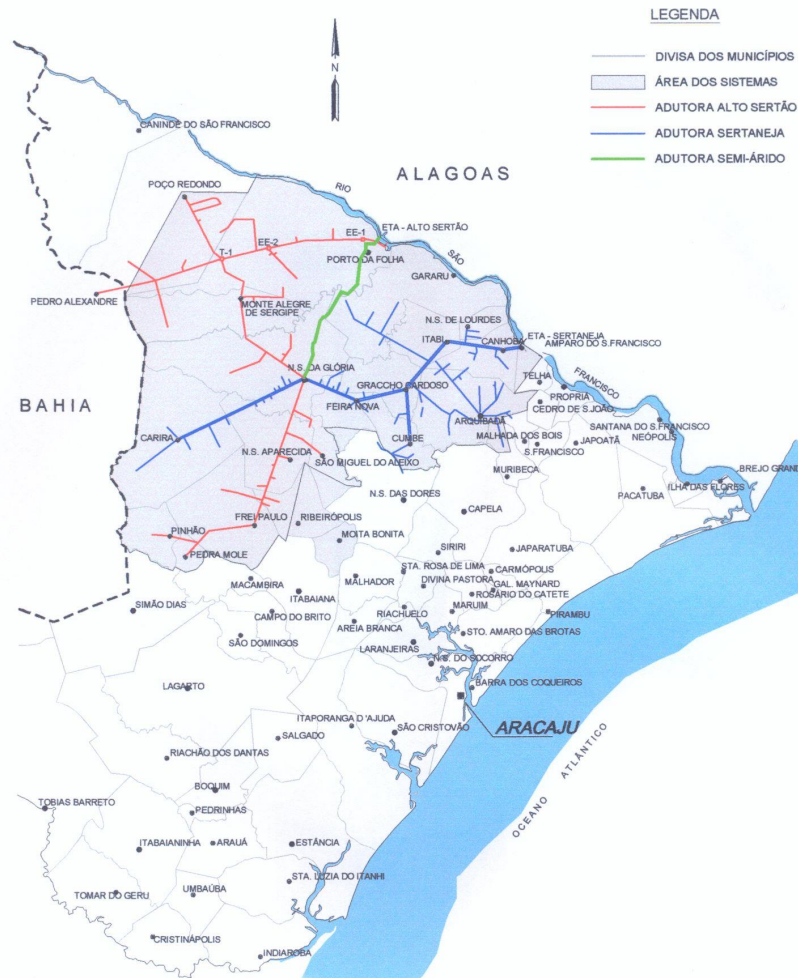 LEGENDA
DIVISA DOS MUNICÍPIOS
ÁREA DOS SISTEMAS
ADUTORA ALTO SERTÃO
ADUTORA SERTANEJA
ADUTORA SEMI-ÁRIDO
N
CANINDÉ DO SÃO FRANCISCO
ALAGOAS
POÇO REDONDO
RIO
ETA - ALTO SERTÃO
EE-1
EE-2
T-1
PORTO DA FOLHA
SÃO
GARARU
PEDRO ALEXANDRE
MONTE ALEGRE
DE SERGIPE
N.S. DE LOURDES
ITABI
CANHOBA
ETA - SERTANEJA
AMPARO DO S.FRANCISCO
N.S. DA GLÓRIA
GRACCHO CARDOSO
TELHA
FRANCISCO
PROPRIA
CEDRO DE S.JOÃO
BAHIA
FEIRA NOVA
ARQUIBADÃ
SANTANA DO S.FRANCISCO
NEÓPOLIS
CARIRA
CUMBE
MALHADA DOS BOIS
JAPOATÃ
S.FRANCISCO
N.S. APARECIDA
SÃO MIGUEL DO ALEIXO
MURIBECA
BREJO GRAND
ILHA DAS FLORES
PACATUBA
N.S. DAS DORES
CAPELA
FREI PAULO
RIBEIRÓPOLIS
PINHÃO
MOITA BONITA
PEDRA MOLE
SIRIRI
JAPARATUBA
STA. ROSA DE LIMA
CARMÓPOLIS
MACAMBIRA
MALHADOR
DIVINA PASTORA
GAL. MAYNARD
ITABAIANA
ROSÁRIO DO CATETE
SIMÃO DIAS
CAMPO DO BRITO
RIACHUELO
MARUIM
PIRAMBU
AREIA BRANCA
SÃO DOMINGOS
STO. AMARO DAS BROTAS
LARANJEIRAS
N.S. DO SOCORRO
LAGARTO
BARRA DOS COQUEIROS
ITAPORANGA D'AJUDA
SÃO CRISTOVÃO
ARACAJU
SALGADO
RIACHÃO DOS DANTAS
OCEANO ATLÂNTICO
BOQUIM
TOBIAS BARRETO
PEDRINHAS
ITABAIANINHA
ARAUÁ
ESTÂNCIA
STA. LUZIA DO ITANHI
TOMAR DO GERU
UMBAÚBA
CRISTINÁPOLIS
INDIAROBA